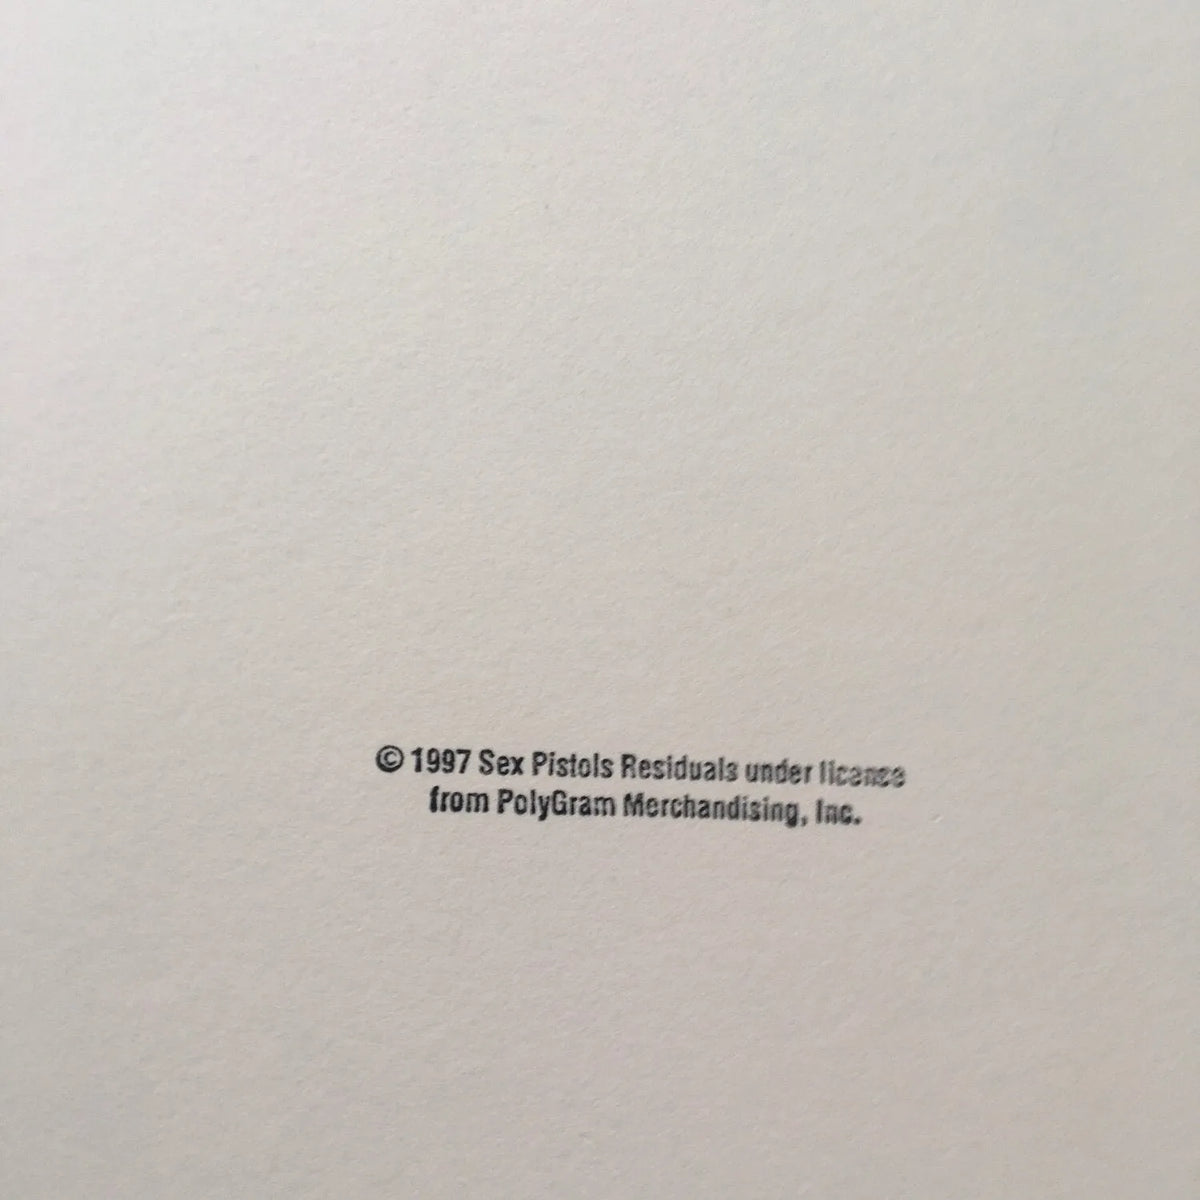 © 1997 Sex Pistols Residuals under license
from PolyGram Merchandising, Inc.